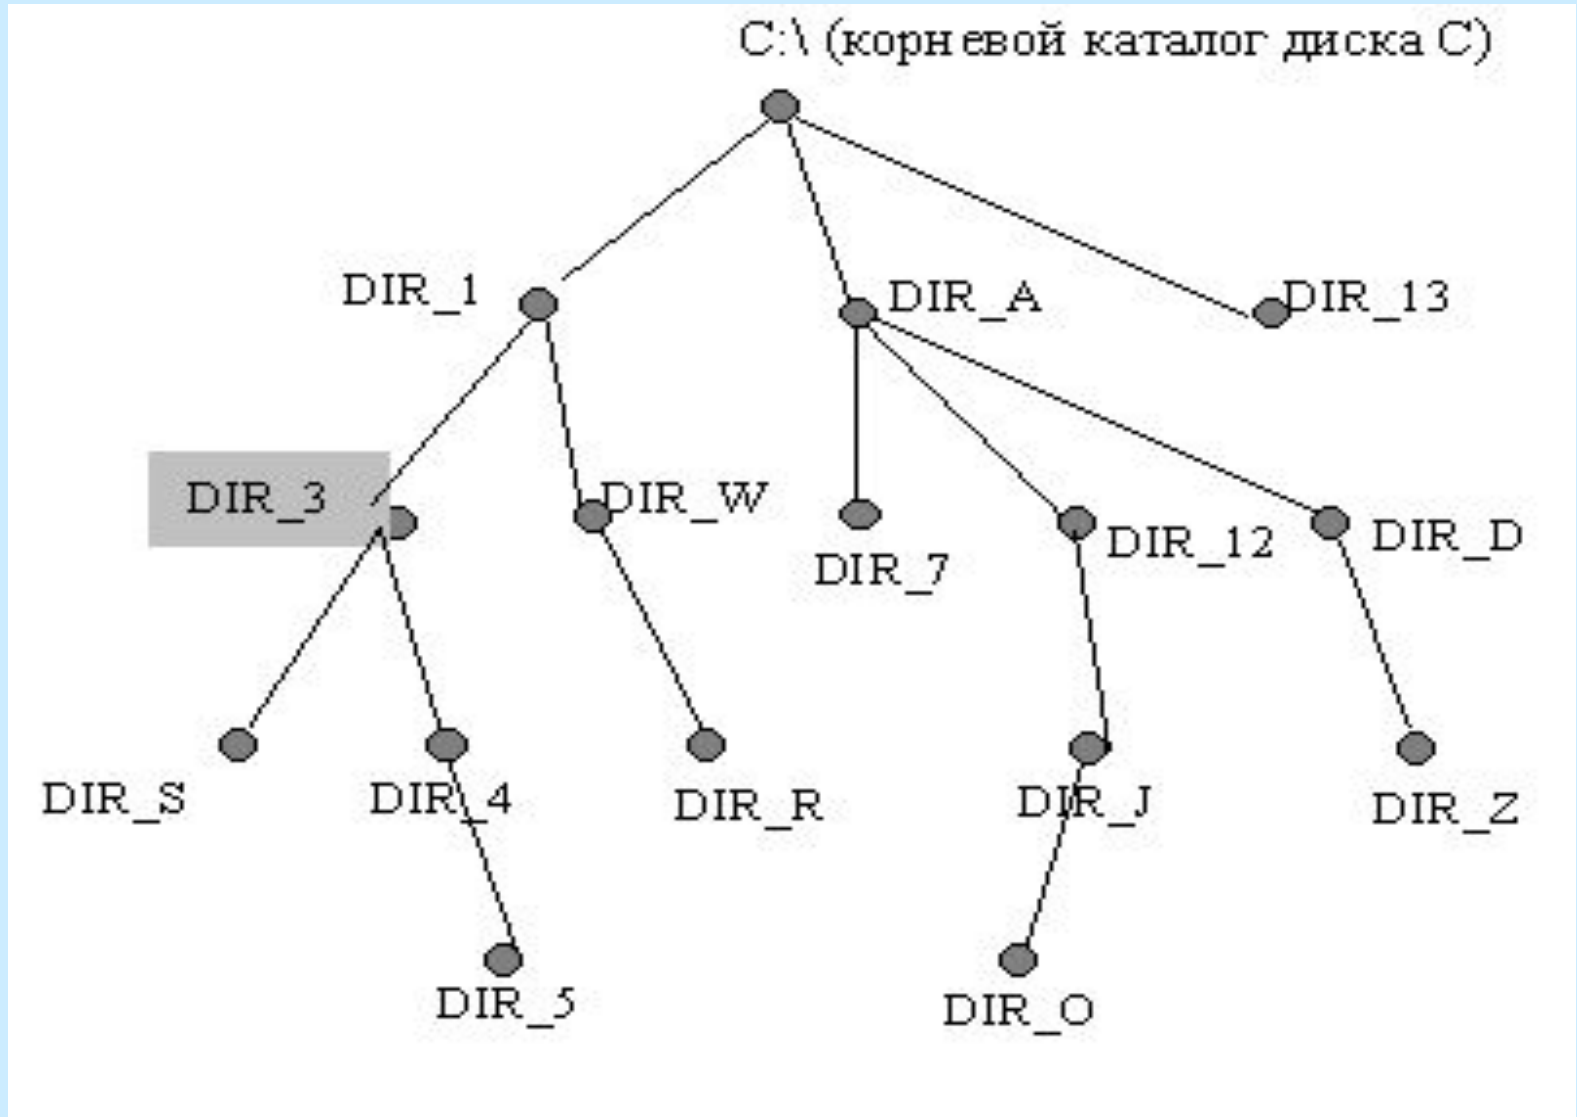 C:\ (корневой каталог диска C)
DIR_1
DIR_A
DIR_13
DIR_3
DIR_W
DIR_7
DIR_12
DIR_D
DIR_S
DIR_4
DIR_R
DIR_J
DIR_Z
DIR_5
DIR_O